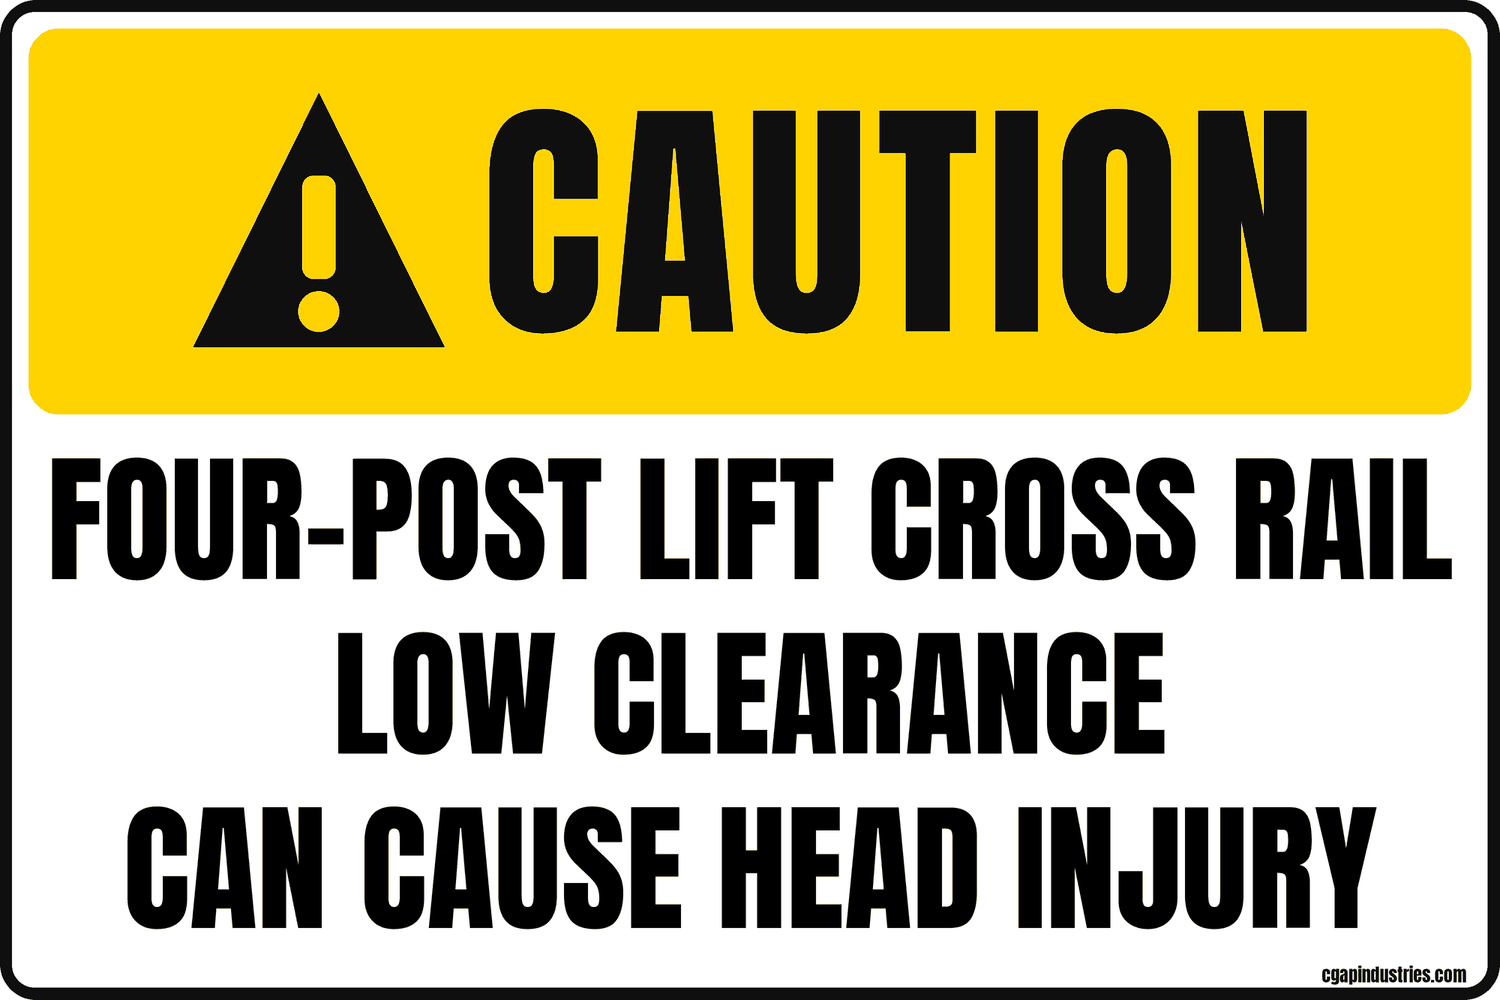 CAUTION
FOUR-POST LIFT CROSS RAIL
LOW CLEARANCE
CAN CAUSE HEAD INJURY
cgapindustries.com